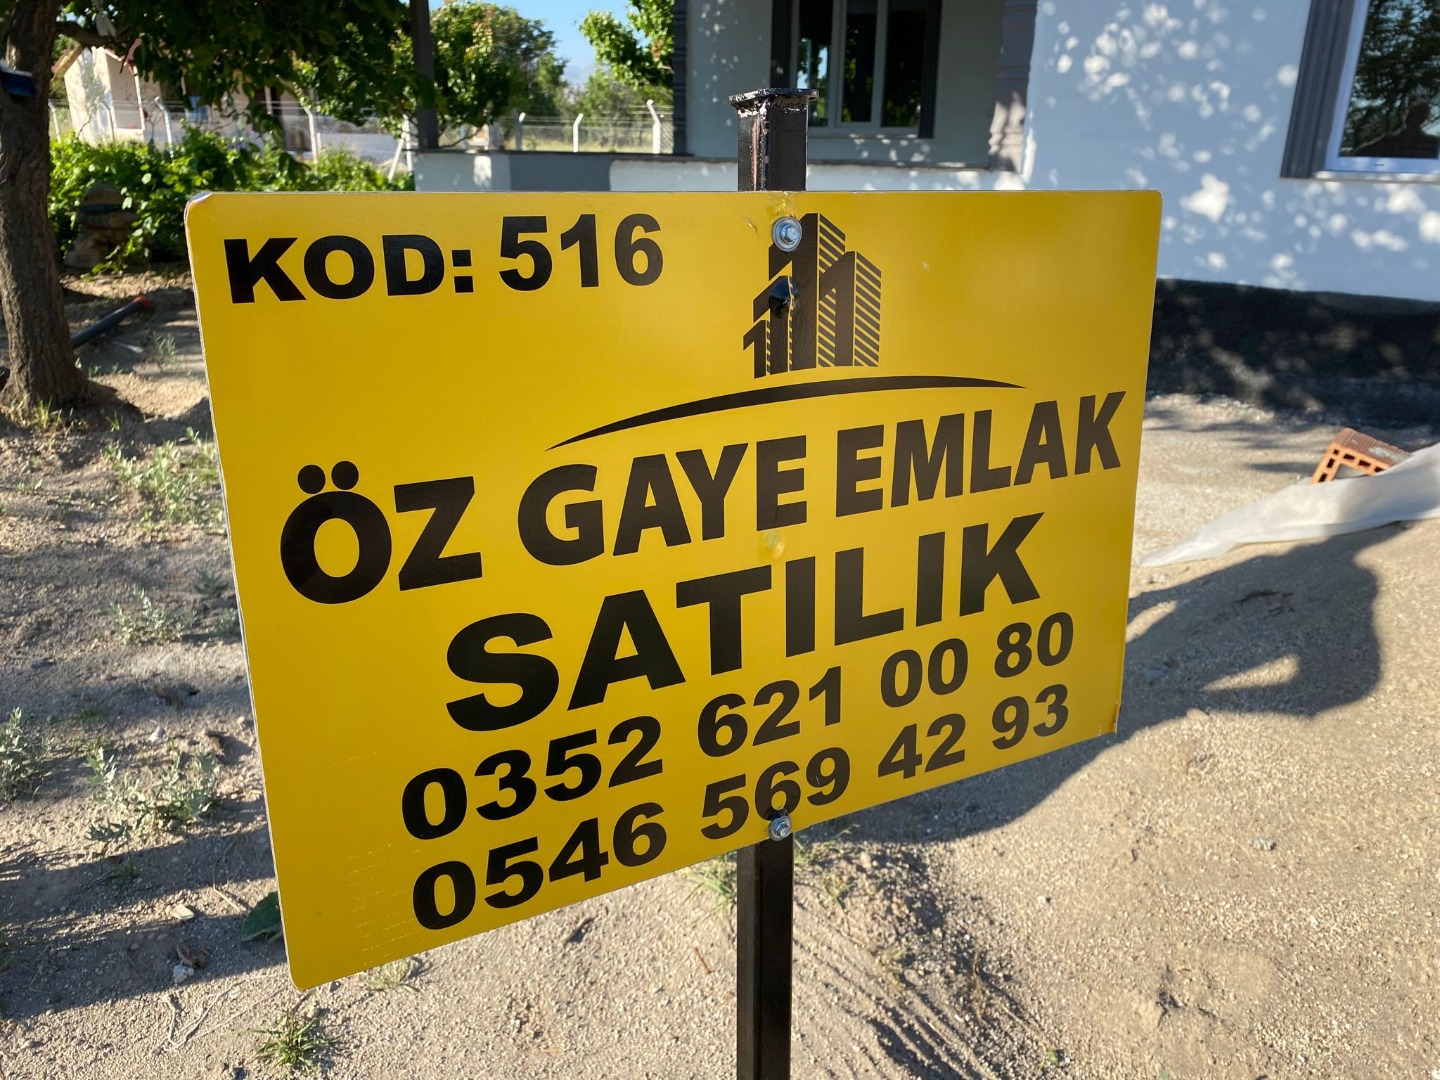 KOD: 516
ÖZ GAYE EMLAK
SATILIK
0352 621 00 80
0546 569 42 93